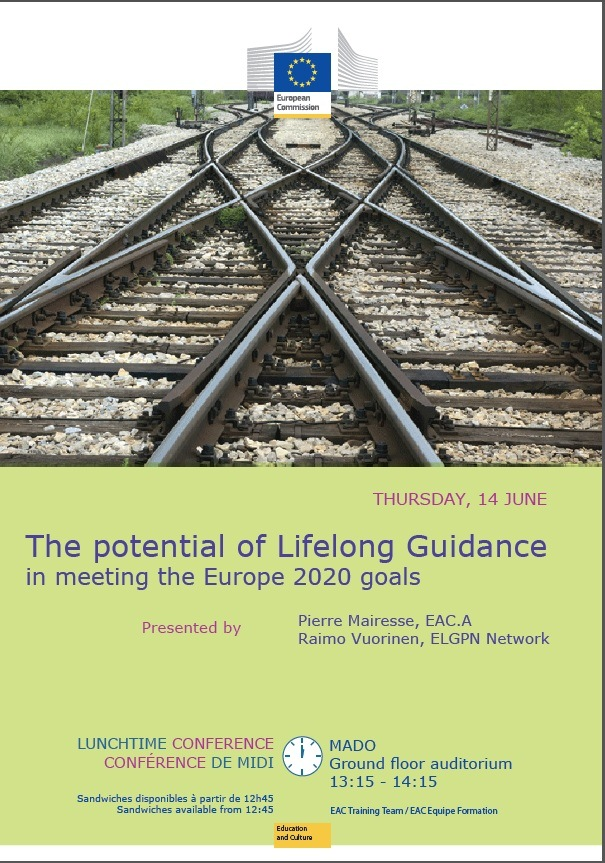 European
Commission
THURSDAY, 14 JUNE
The potential of Lifelong Guidance
in meeting the Europe 2020 goals
Presented by
Pierre Mairesse, EAC.A
Raimo Vuorinen, ELGPN Network
LUNCHTIME CONFERENCE
CONFÉRENCE DE MIDI
MADO
Ground floor auditorium
13:15 - 14:15
Sandwiches disponibles à partir de 12h45
Sandwiches available from 12:45
EAC Training Team / EAC Equipe Formation
Education
and Culture